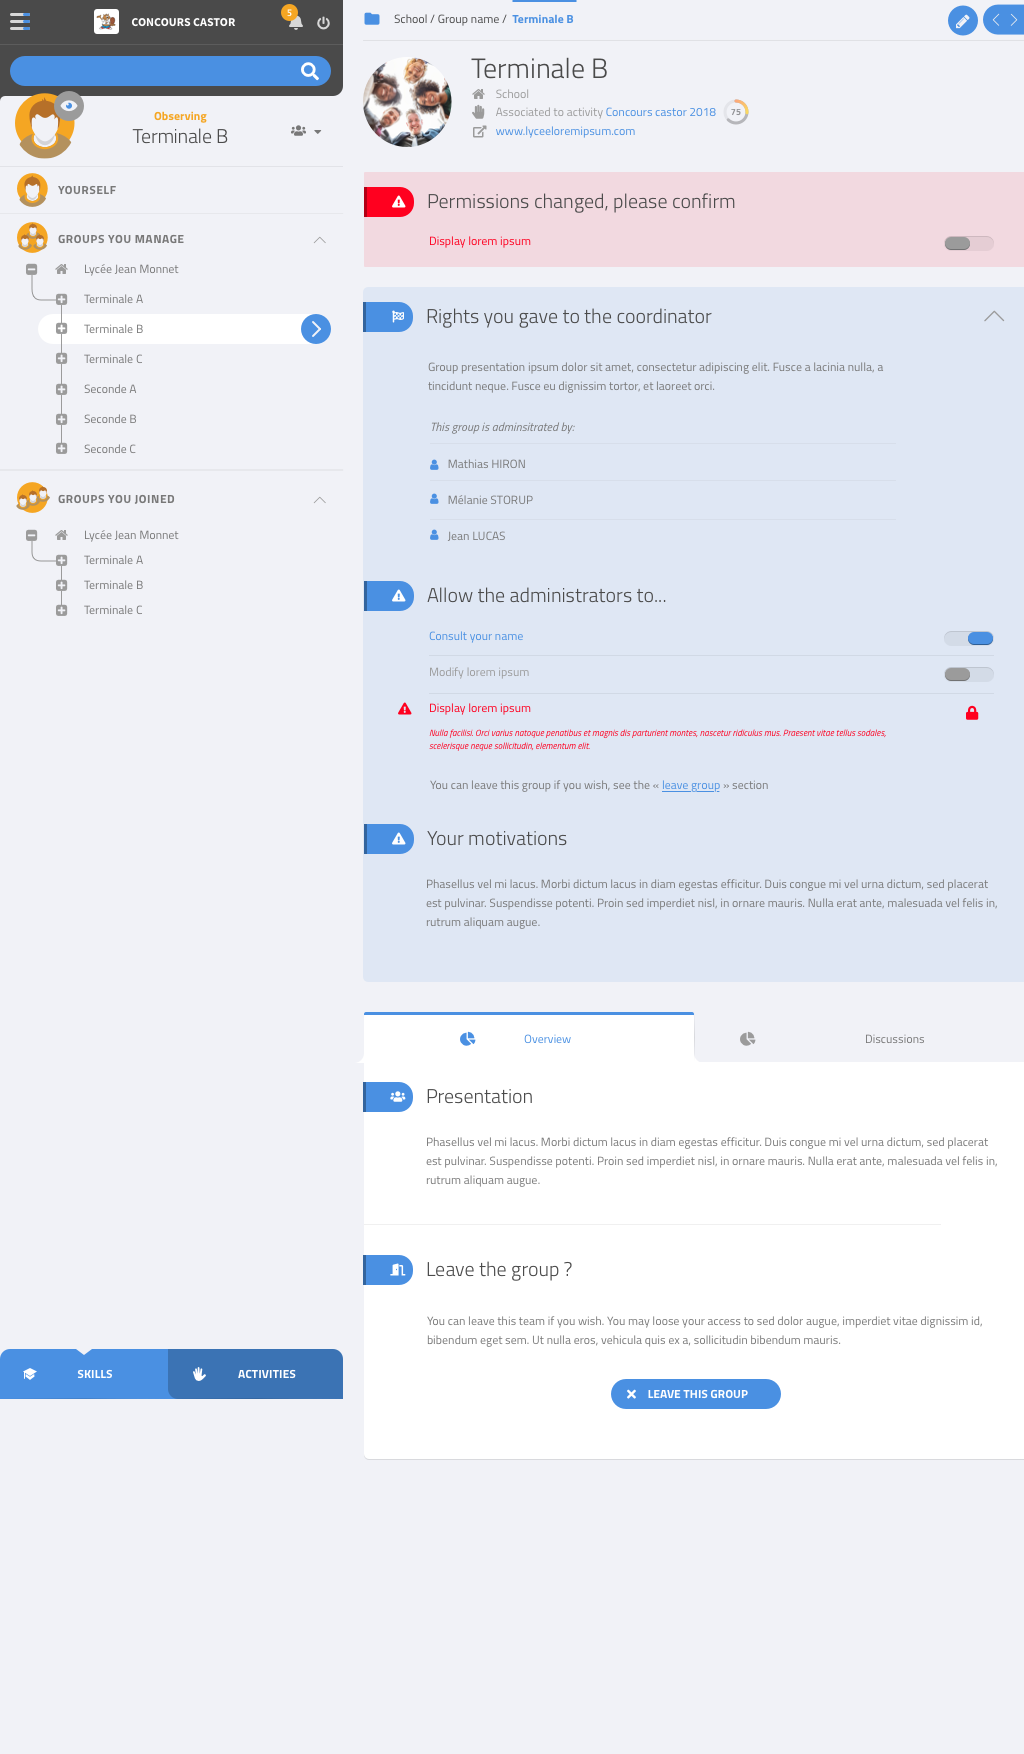 CONCOURS CASTOR
5
Observing
Terminale B
YOURSELF
GROUPS YOU MANAGE
Lycée Jean Monnet
Terminale A
Terminale B
Terminale C
Seconde A
Seconde B
Seconde C
GROUPS YOU JOINED
Lycée Jean Monnet
Terminale A
Terminale B
Terminale C
SKILLS
ACTIVITIES
School / Group name / Terminale B
Terminale B
School
Associated to activity Concours castor 2018
75
www.lyceeloremipsum.com
Permissions changed, please confirm
Display lorem ipsum
Rights you gave to the coordinator
Group presentation ipsum dolor sit amet, consectetur adipiscing elit. Fusce a lacinia nulla, a
tincidunt neque. Fusce eu dignissim tortor, et laoreet orci.
This group is adminsitrated by:
Mathias HIRON
Mélanie STORUP
Jean LUCAS
Allow the administrators to...
Consult your name
Modify lorem ipsum
Display lorem ipsum
Nulla facilisi. Orci varius natoque penatibus et magnis dis parturient montes, nascetur ridiculus mus. Praesent vitae tellus sodales,
scelerisque neque sollicitudin, elementum elit.
You can leave this group if you wish, see the « leave group » section
Your motivations
Phasellus vel mi lacus. Morbi dictum lacus in diam egestas efficitur. Duis congue mi vel urna dictum, sed placerat
est pulvinar. Suspendisse potenti. Proin sed imperdiet nisl, in ornare mauris. Nulla erat ante, malesuada vel felis in,
rutrum aliquam augue.
Overview
Discussions
Presentation
Phasellus vel mi lacus. Morbi dictum lacus in diam egestas efficitur. Duis congue mi vel urna dictum, sed placerat
est pulvinar. Suspendisse potenti. Proin sed imperdiet nisl, in ornare mauris. Nulla erat ante, malesuada vel felis in,
rutrum aliquam augue.
Leave the group ?
You can leave this team if you wish. You may loose your access to sed dolor augue, imperdiet vitae dignissim id,
bibendum eget sem. Ut nulla eros, vehicula quis ex a, sollicitudin bibendum mauris.
LEAVE THIS GROUP